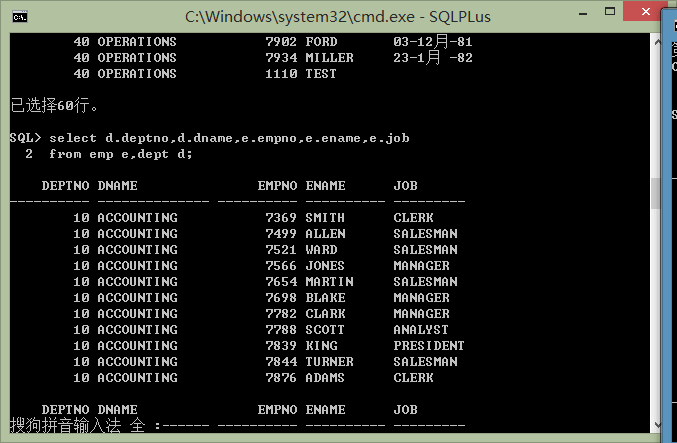 C:\Windows\system32\cmd.exe - SQLPLus
40 OPERATIONS 7902 FORD 03-12月-81
40 OPERATIONS 7934 MILLER 23-1月 -82
40 OPERATIONS 1110 TEST
已选择60行。
SQL> select d.deptno,d.dname,e.empno,e.ename,e.job
2 from emp e,dept d;
DEPTNO DNAME EMPNO ENAME JOB
---------- -------------- ---------- ---------- ---------
10 ACCOUNTING 7369 SMITH CLERK
10 ACCOUNTING 7499 ALLEN SALESMAN
10 ACCOUNTING 7521 WARD SALESMAN
10 ACCOUNTING 7566 JONES MANAGER
10 ACCOUNTING 7654 MARTIN SALESMAN
10 ACCOUNTING 7698 BLAKE MANAGER
10 ACCOUNTING 7782 CLARK MANAGER
10 ACCOUNTING 7788 SCOTT ANALYST
10 ACCOUNTING 7839 KING PRESIDENT
10 ACCOUNTING 7844 TURNER SALESMAN
10 ACCOUNTING 7876 ADAMS CLERK
DEPTNO DNAME EMPNO ENAME JOB
搜狗拼音输入法 全 :------ ---------- ---------- ---------